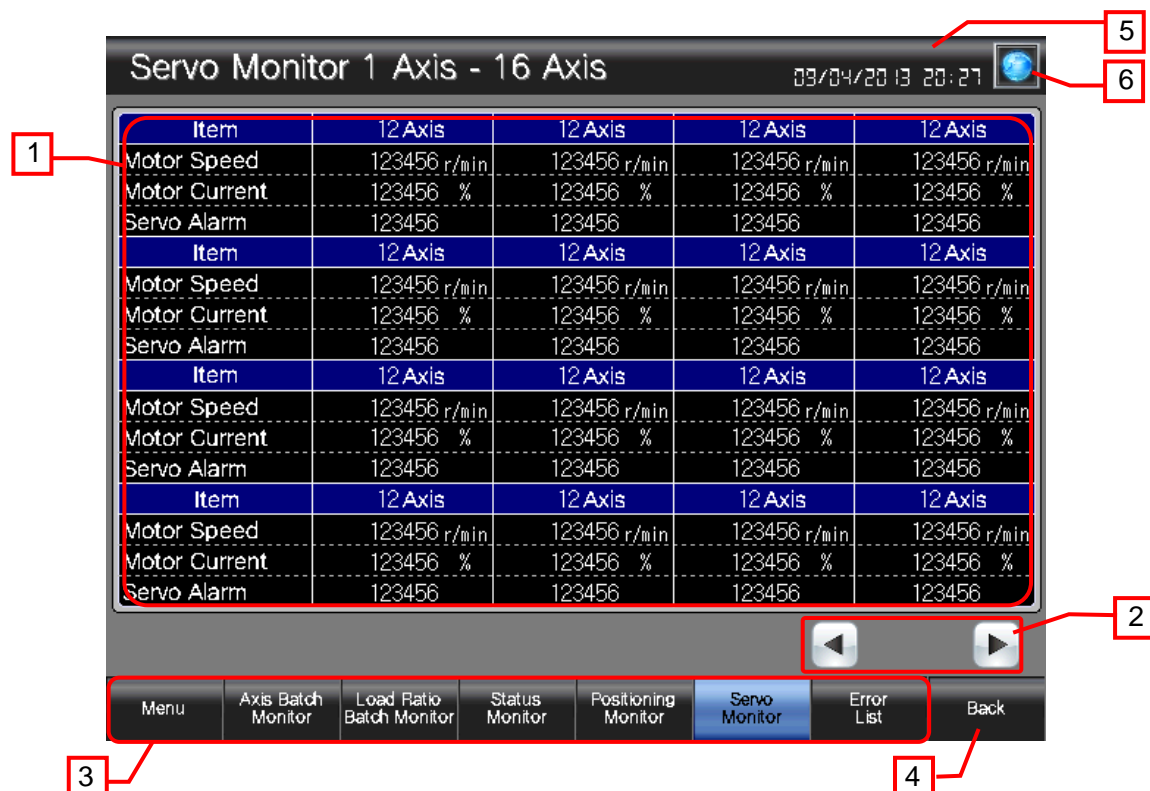 5
Servo Monitor 1 Axis - 16 Axis
09/04/2013 20:27
6
1
Item 12 Axis 12 Axis 12 Axis 12 Axis
Motor Speed 123456 r/min 123456 r/min 123456 r/min 123456 r/min
Motor Current 123456 % 123456 % 123456 % 123456 %
Servo Alarm 123456 123456 123456 123456
Item 12 Axis 12 Axis 12 Axis 12 Axis
Motor Speed 123456 r/min 123456 r/min 123456 r/min 123456 r/min
Motor Current 123456 % 123456 % 123456 % 123456 %
Servo Alarm 123456 123456 123456 123456
Item 12 Axis 12 Axis 12 Axis 12 Axis
Motor Speed 123456 r/min 123456 r/min 123456 r/min 123456 r/min
Motor Current 123456 % 123456 % 123456 % 123456 %
Servo Alarm 123456 123456 123456 123456
Item 12 Axis 12 Axis 12 Axis 12 Axis
Motor Speed 123456 r/min 123456 r/min 123456 r/min 123456 r/min
Motor Current 123456 % 123456 % 123456 % 123456 %
Servo Alarm 123456 123456 123456 123456
2
Menu
Axis Batch
Monitor
Load Ratio
Batch Monitor
Status
Monitor
Positioning
Monitor
Servo
Monitor
Error
List
Back
3
4